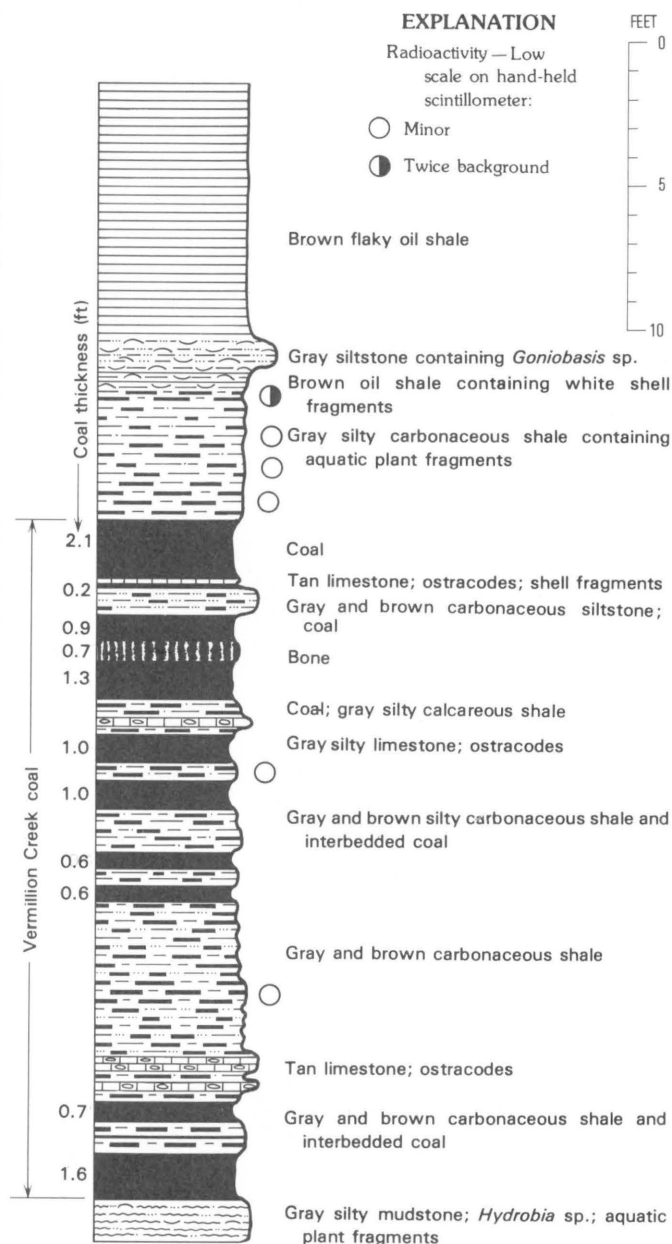 EXPLANATION
Radioactivity — Low
scale on hand-held
scintillometer:
Minor
Twice background
FEET
0
5
10
Coal thickness (ft)
Brown flaky oil shale
Gray siltstone containing Goniobasis sp.
Brown oil shale containing white shell
fragments
Gray silty carbonaceous shale containing
aquatic plant fragments
2.1
Coal
0.2
Tan limestone; ostracodes; shell fragments
Gray and brown carbonaceous siltstone;
coal
0.9
0.7
Bone
1.3
Coal; gray silty calcareous shale
1.0
Gray silty limestone; ostracodes
1.0
Gray and brown silty carbonaceous shale and
interbedded coal
0.6
0.6
Vermillion Creek coal
Gray and brown carbonaceous shale
Tan limestone; ostracodes
0.7
Gray and brown carbonaceous shale and
interbedded coal
1.6
Gray silty mudstone; Hydrobia sp.; aquatic
plant fragments